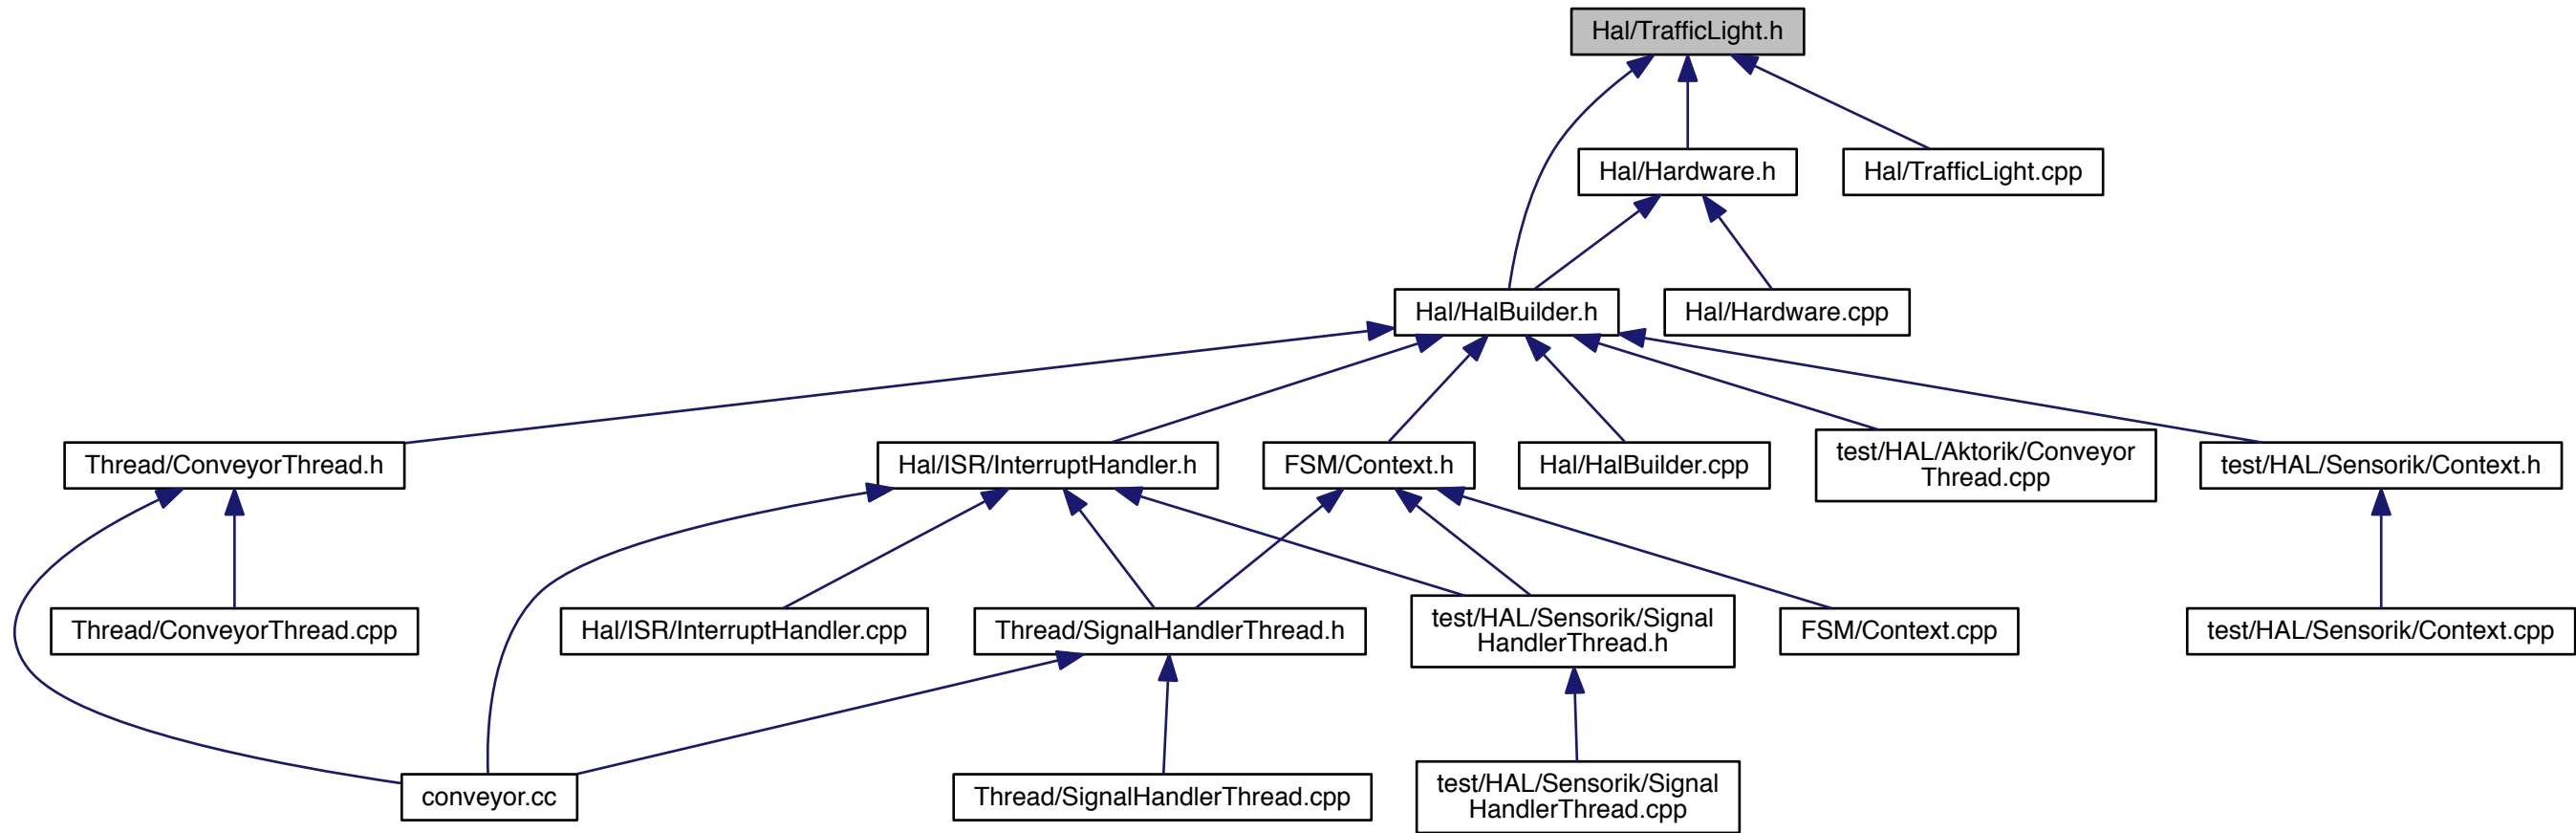 Hal/TrafficLight.h
Hal/Hardware.h
Hal/TrafficLight.cpp
Hal/HalBuilder.h
Hal/Hardware.cpp
Thread/ConveyorThread.h
Hal/ISR/InterruptHandler.h
FSM/Context.h
Hal/HalBuilder.cpp
test/HAL/Aktorik/Conveyor
Thread.cpp
test/HAL/Sensorik/Context.h
Thread/ConveyorThread.cpp
Hal/ISR/InterruptHandler.cpp
Thread/SignalHandlerThread.h
test/HAL/Sensorik/Signal
HandlerThread.h
FSM/Context.cpp
test/HAL/Sensorik/Context.cpp
conveyor.cc
Thread/SignalHandlerThread.cpp
test/HAL/Sensorik/Signal
HandlerThread.cpp